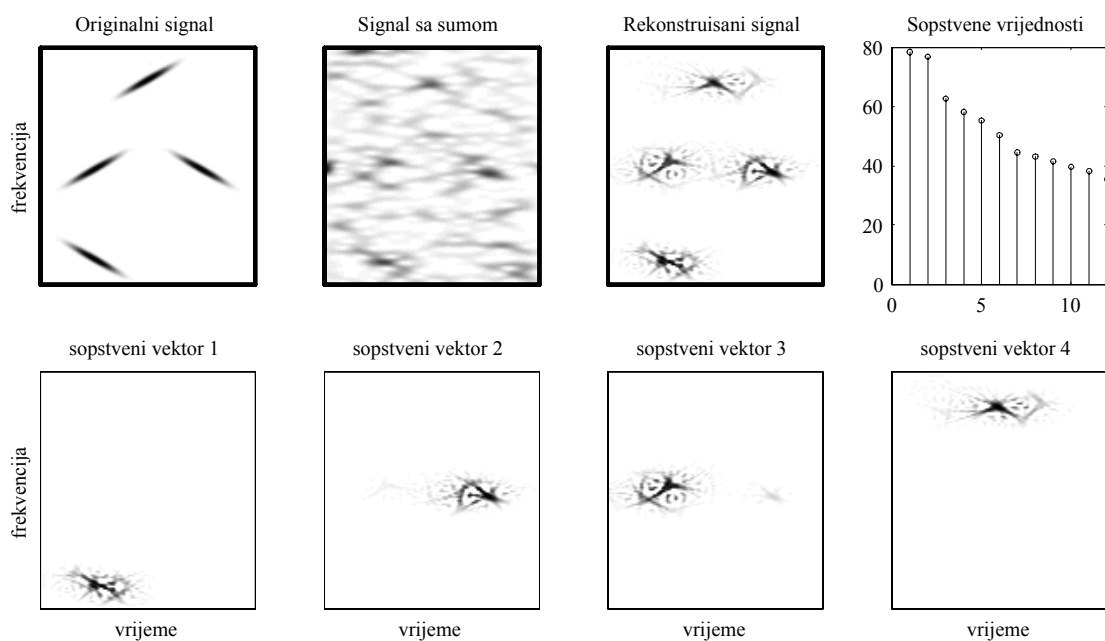 Originalni signal
Signal sa sumom
Rekonstruisani signal
Sopstvene vrijednosti
frekvencija
80
60
40
20
0
0
5
10
sopstveni vektor 1
sopstveni vektor 2
sopstveni vektor 3
sopstveni vektor 4
frekvencija
vrijeme
vrijeme
vrijeme
vrijeme